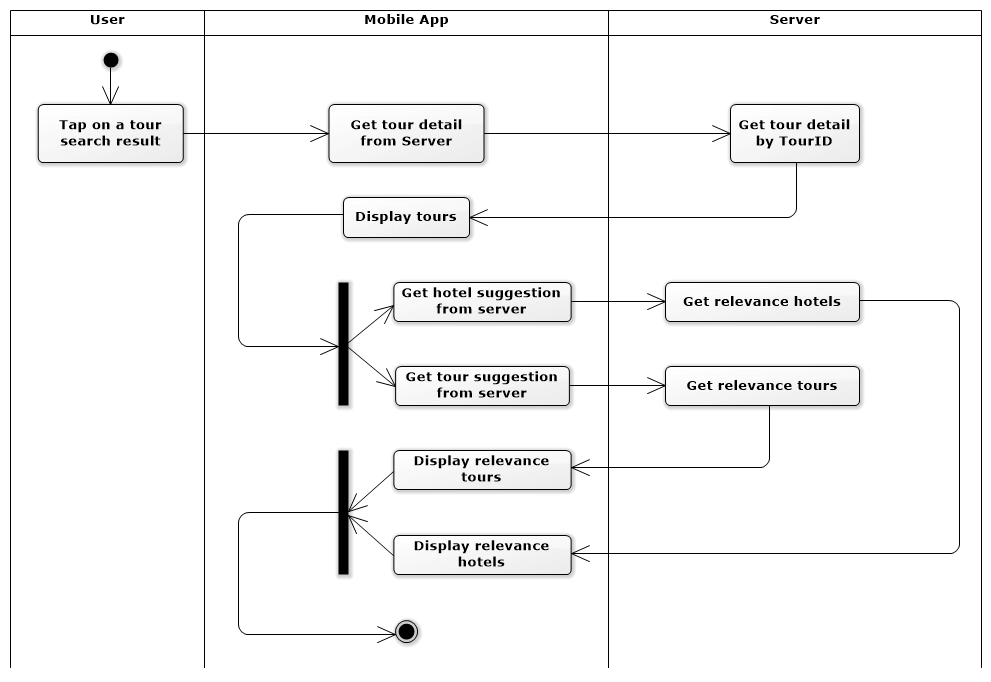 User
Mobile App
Server
Tap on a tour
search result
Get tour detail
from Server
Get tour detail
by TourID
Display tours
Get hotel suggestion
from server
Get relevance hotels
Get tour suggestion
from server
Get relevance tours
Display relevance
tours
Display relevance
hotels